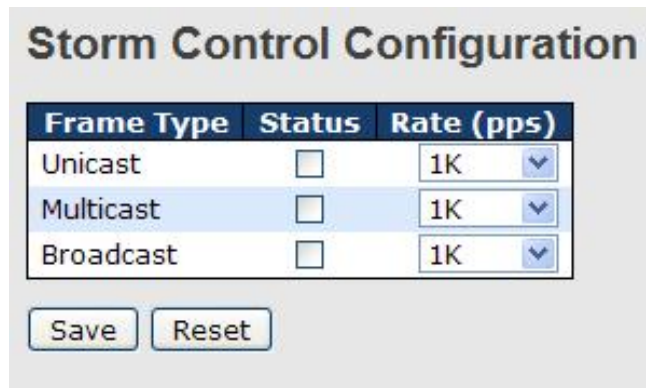 Storm Control Configuration
Frame Type Status Rate (pps)
Unicast 1K
Multicast 1K
Broadcast 1K
Save Reset